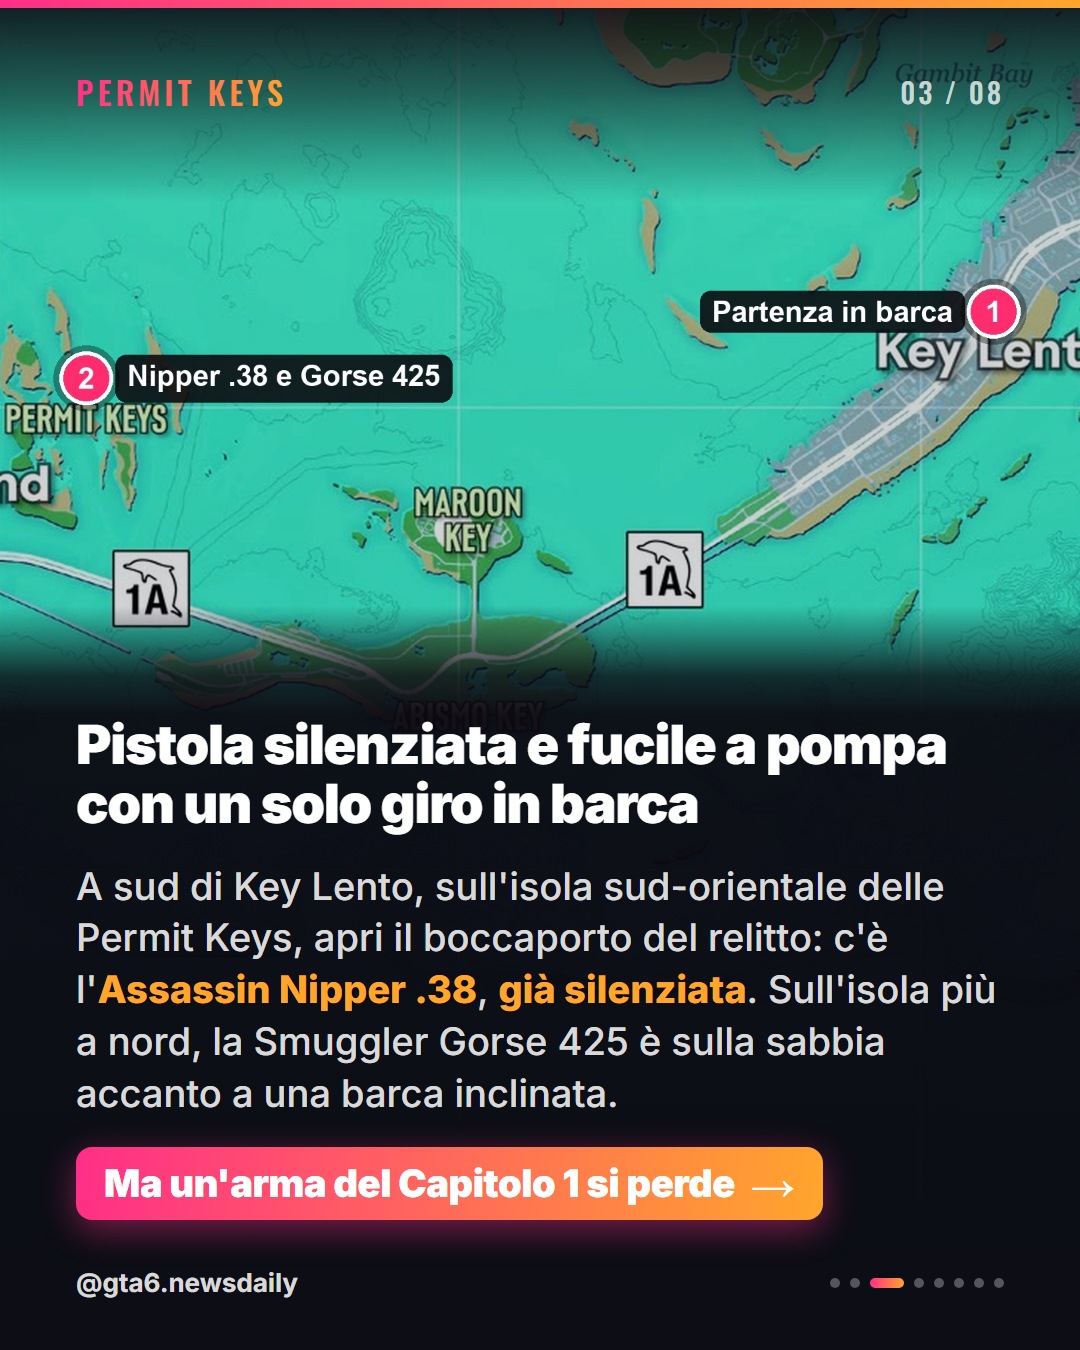 PERMIT KEYS
Gambit Bay
03 / 08
Partenza in barca
1
Key Lent
2
Nipper .38 e Gorse 425
PERMIT KEYS
nd
MAROON
KEY
1A
1A
ABISMO KEY
Pistola silenziata e fucile a pompa
con un solo giro in barca
A sud di Key Lento, sull'isola sud-orientale delle
Permit Keys, apri il boccaporto del relitto: c'è
l'Assassin Nipper .38, già silenziata. Sull'isola più
a nord, la Smuggler Gorse 425 è sulla sabbia
accanto a una barca inclinata.
Ma un'arma del Capitolo 1 si perde →
@gta6.newsdaily